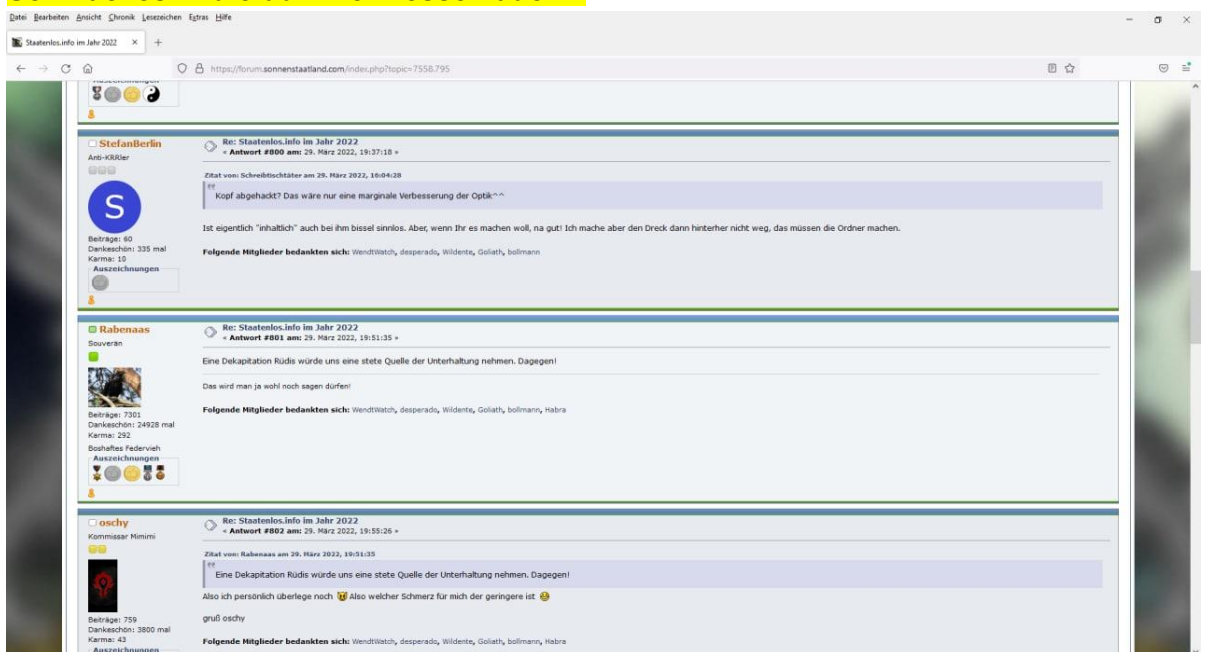 Datei Bearbeiten Ansicht Chronik Lesezeichen Extras Hilfe
Staatenlos.info im Jahr 2022
https://forum.sonnenstaatland.com/index.php?topic=7558.795
StefanBerlin
Anti-KRRler
S
Beiträge: 60
Dankeschön: 335 mal
Karma: 10
Auszeichnungen
Re: Staatenlos.info im Jahr 2022
« Antwort #800 am: 29. März 2022, 19:37:18 »
Zitat von: Schreibtischtäter am 29. März 2022, 16:04:28
Kopf abgehackt? Das wäre nur eine marginale Verbesserung der Optik^^
Ist eigentlich "inhaltlich" auch bei ihm bissel sinnlos. Aber, wenn Ihr es machen woll, na gut! Ich mache aber den Dreck dann hinterher nicht weg, das müssen die Ordner machen.
Folgende Mitglieder bedankten sich: WendtWatch, desperado, Wildente, Goliath, bollmann
Rabenaas
Souverän
Beiträge: 7301
Dankeschön: 24928 mal
Karma: 292
Boshaftes Federvieh
Auszeichnungen
Re: Staatenlos.info im Jahr 2022
« Antwort #801 am: 29. März 2022, 19:51:35 »
Eine Dekapitation Rüdis würde uns eine stete Quelle der Unterhaltung nehmen. Dagegen!
Das wird man ja wohl noch sagen dürfen!
Folgende Mitglieder bedankten sich: WendtWatch, desperado, Wildente, Goliath, bollmann, Habra
oschy
Kommissar Mimimi
Beiträge: 759
Dankeschön: 3800 mal
Karma: 43
Auszeichnungen
Re: Staatenlos.info im Jahr 2022
« Antwort #802 am: 29. März 2022, 19:55:26 »
Zitat von: Rabenaas am 29. März 2022, 19:51:35
Eine Dekapitation Rüdis würde uns eine stete Quelle der Unterhaltung nehmen. Dagegen!
Also ich persönlich überlege noch Also welcher Schmerz für mich der geringere ist
gruß oschy
Folgende Mitglieder bedankten sich: WendtWatch, desperado, Wildente, Goliath, bollmann, Habra